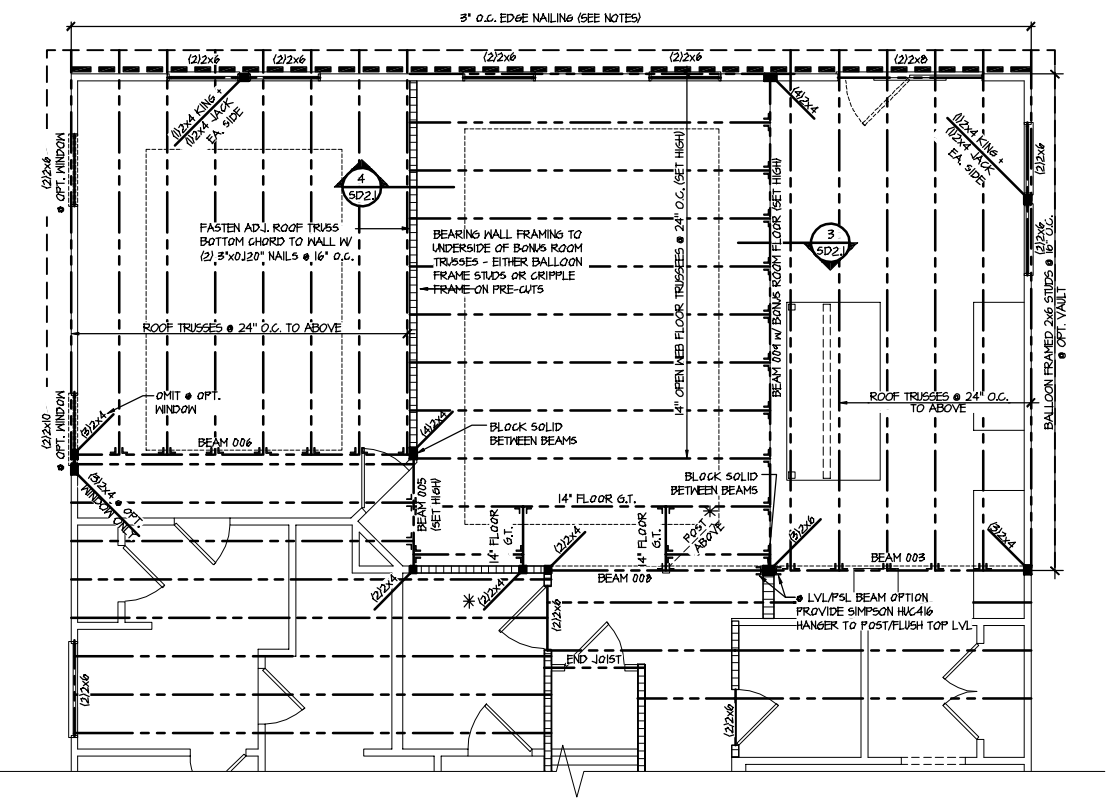 3" O.C. EDGE NAILING (SEE NOTES)
(2)2x6
(2)2x6
(2)2x6
(2)2x6
(2)2x8
(1)2x4 KING +
(1)2x4 JACK
EA. SIDE
(4)2x4
(1)2x4 KING +
(1)2x4 JACK
EA. SIDE
(2)2x6
@ OPT. WINDOW
(2)2x6
4
SD2.1
3
SD2.1
FASTEN ADJ. ROOF TRUSS
BOTTOM CHORD TO WALL W/
(2) 3"x0.120" NAILS @ 16" O.C.
BEARING WALL FRAMING TO
UNDERSIDE OF BONUS ROOM
TRUSSES - EITHER BALLOON
FRAME STUDS OR CRIPPLE
FRAME ON PRE-CUTS
14" OPEN WEB FLOOR TRUSSES @ 24" O.C. (SET HIGH)
BEAM 009 W/ BONUS ROOM FLOOR (SET HIGH)
(2)2x6
BALLOON FRAMED 2x6 STUDS @ 16" O.C.
@ OPT. VAULT
ROOF TRUSSES @ 24" O.C. TO ABOVE
ROOF TRUSSES @ 24" O.C.
TO ABOVE
OMIT @ OPT.
WINDOW
(2)2x10
@ OPT. WINDOW
(3)2x4
BEAM 006
(4)2x4
BLOCK SOLID
BETWEEN BEAMS
BLOCK SOLID
BETWEEN BEAMS
(3)2x4 @ OPT.
WINDOW ONLY
BEAM 005
(SET HIGH)
14" FLOOR G.T.
14" FLOOR
G.T.
14" FLOOR
G.T.
POST
ABOVE
(2)2x4
(3)2x6
(3)2x4
BEAM 008
BEAM 003
(2)2x4
(2)2x4
(2)2x6
@ LVL/PSL BEAM OPTION
PROVIDE SIMPSON HUC416
HANGER TO POST/FLUSH TOP LVL
END JOIST
(2)2x6
(2)2x6